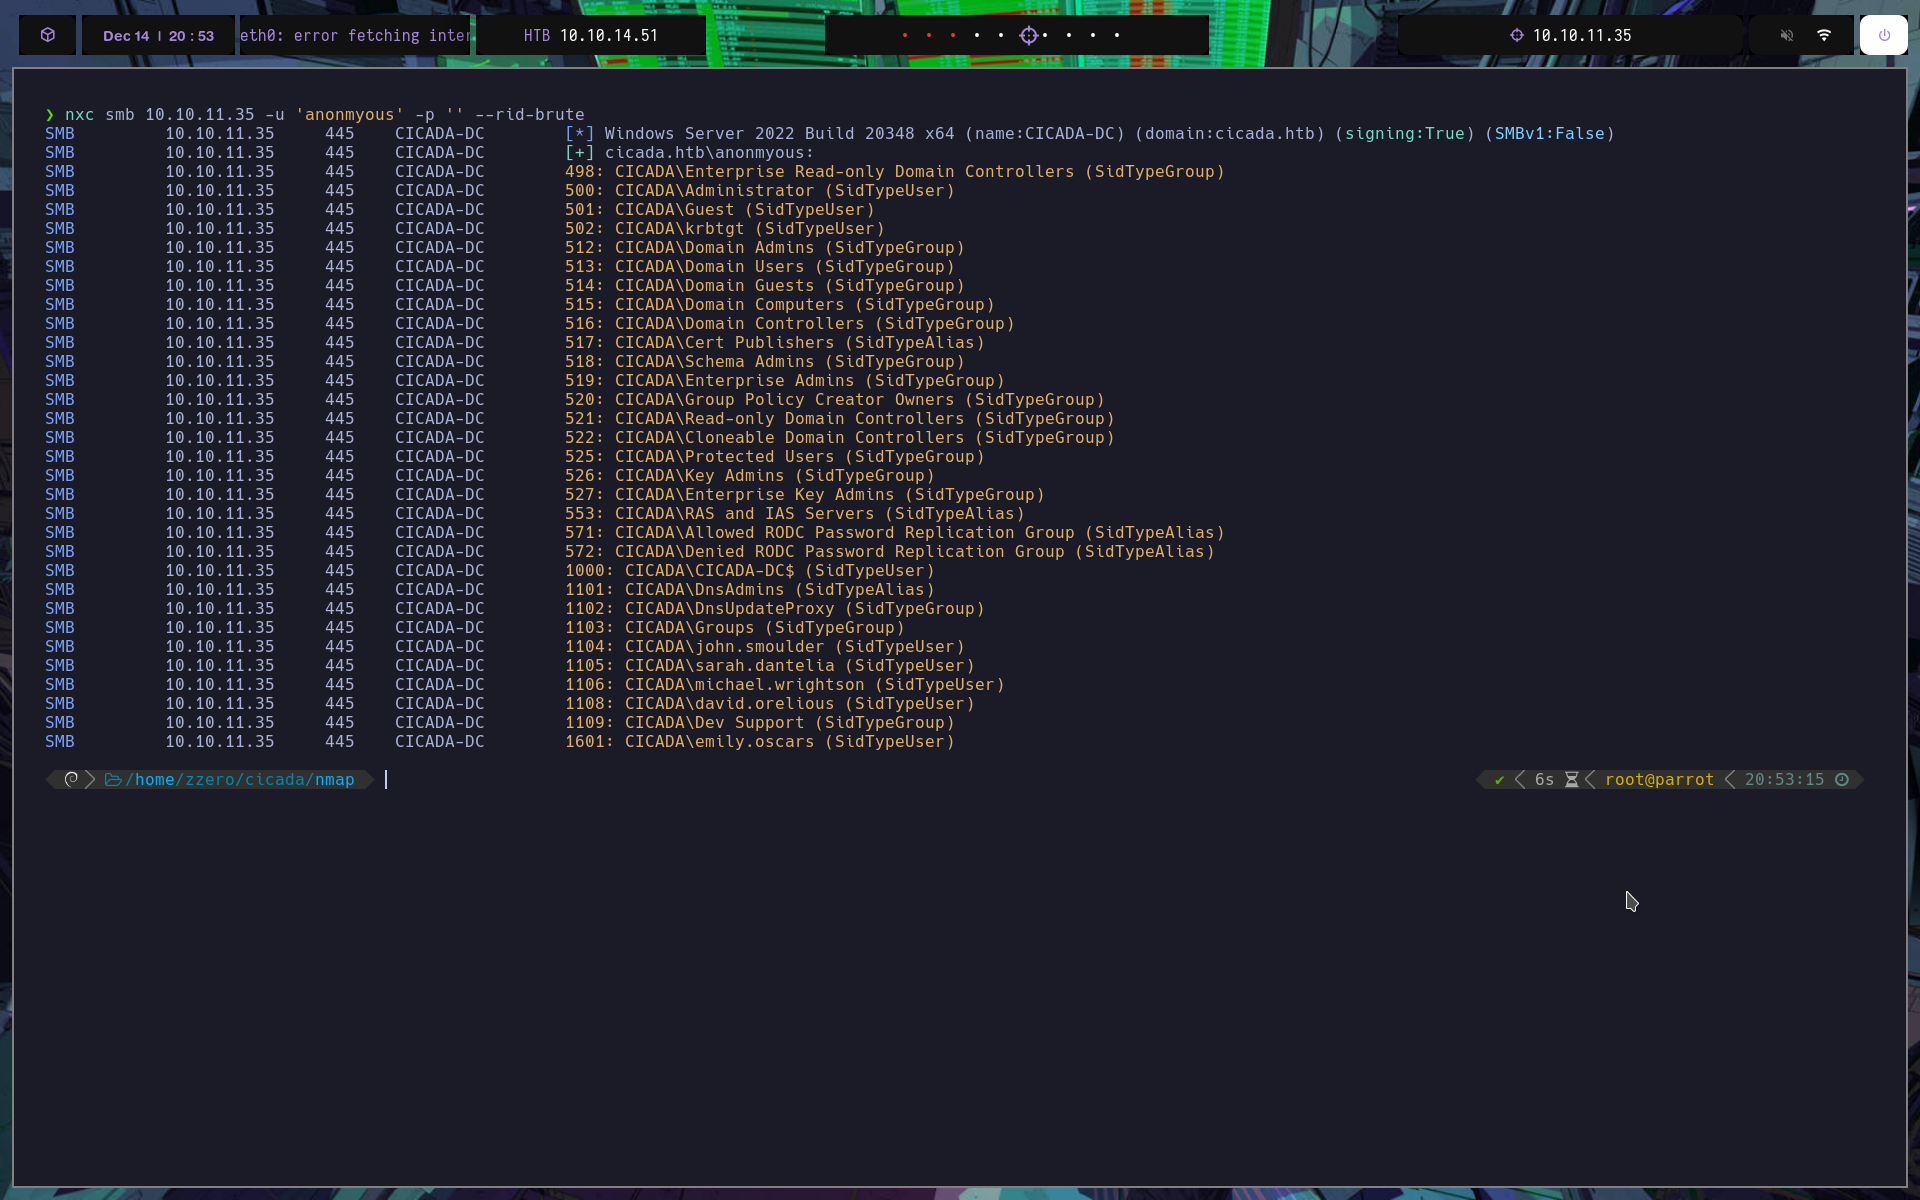 Dec 14 | 20 : 53
eth0: error fetching inter
HTB 10.10.14.51
10.10.11.35
❯ nxc smb 10.10.11.35 -u 'anonmyous' -p '' --rid-brute
SMB 10.10.11.35 445 CICADA-DC [*] Windows Server 2022 Build 20348 x64 (name:CICADA-DC) (domain:cicada.htb) (signing:True) (SMBv1:False)
SMB 10.10.11.35 445 CICADA-DC [+] cicada.htb\anonmyous:
SMB 10.10.11.35 445 CICADA-DC 498: CICADA\Enterprise Read-only Domain Controllers (SidTypeGroup)
SMB 10.10.11.35 445 CICADA-DC 500: CICADA\Administrator (SidTypeUser)
SMB 10.10.11.35 445 CICADA-DC 501: CICADA\Guest (SidTypeUser)
SMB 10.10.11.35 445 CICADA-DC 502: CICADA\krbtgt (SidTypeUser)
SMB 10.10.11.35 445 CICADA-DC 512: CICADA\Domain Admins (SidTypeGroup)
SMB 10.10.11.35 445 CICADA-DC 513: CICADA\Domain Users (SidTypeGroup)
SMB 10.10.11.35 445 CICADA-DC 514: CICADA\Domain Guests (SidTypeGroup)
SMB 10.10.11.35 445 CICADA-DC 515: CICADA\Domain Computers (SidTypeGroup)
SMB 10.10.11.35 445 CICADA-DC 516: CICADA\Domain Controllers (SidTypeGroup)
SMB 10.10.11.35 445 CICADA-DC 517: CICADA\Cert Publishers (SidTypeAlias)
SMB 10.10.11.35 445 CICADA-DC 518: CICADA\Schema Admins (SidTypeGroup)
SMB 10.10.11.35 445 CICADA-DC 519: CICADA\Enterprise Admins (SidTypeGroup)
SMB 10.10.11.35 445 CICADA-DC 520: CICADA\Group Policy Creator Owners (SidTypeGroup)
SMB 10.10.11.35 445 CICADA-DC 521: CICADA\Read-only Domain Controllers (SidTypeGroup)
SMB 10.10.11.35 445 CICADA-DC 522: CICADA\Cloneable Domain Controllers (SidTypeGroup)
SMB 10.10.11.35 445 CICADA-DC 525: CICADA\Protected Users (SidTypeGroup)
SMB 10.10.11.35 445 CICADA-DC 526: CICADA\Key Admins (SidTypeGroup)
SMB 10.10.11.35 445 CICADA-DC 527: CICADA\Enterprise Key Admins (SidTypeGroup)
SMB 10.10.11.35 445 CICADA-DC 553: CICADA\RAS and IAS Servers (SidTypeAlias)
SMB 10.10.11.35 445 CICADA-DC 571: CICADA\Allowed RODC Password Replication Group (SidTypeAlias)
SMB 10.10.11.35 445 CICADA-DC 572: CICADA\Denied RODC Password Replication Group (SidTypeAlias)
SMB 10.10.11.35 445 CICADA-DC 1000: CICADA\CICADA-DC$ (SidTypeUser)
SMB 10.10.11.35 445 CICADA-DC 1101: CICADA\DnsAdmins (SidTypeAlias)
SMB 10.10.11.35 445 CICADA-DC 1102: CICADA\DnsUpdateProxy (SidTypeGroup)
SMB 10.10.11.35 445 CICADA-DC 1103: CICADA\Groups (SidTypeGroup)
SMB 10.10.11.35 445 CICADA-DC 1104: CICADA\john.smoulder (SidTypeUser)
SMB 10.10.11.35 445 CICADA-DC 1105: CICADA\sarah.dantelia (SidTypeUser)
SMB 10.10.11.35 445 CICADA-DC 1106: CICADA\michael.wrightson (SidTypeUser)
SMB 10.10.11.35 445 CICADA-DC 1108: CICADA\david.orelious (SidTypeUser)
SMB 10.10.11.35 445 CICADA-DC 1109: CICADA\Dev Support (SidTypeGroup)
SMB 10.10.11.35 445 CICADA-DC 1601: CICADA\emily.oscars (SidTypeUser)
/home/zzero/cicada/nmap ✔ 6s root@parrot 20:53:15